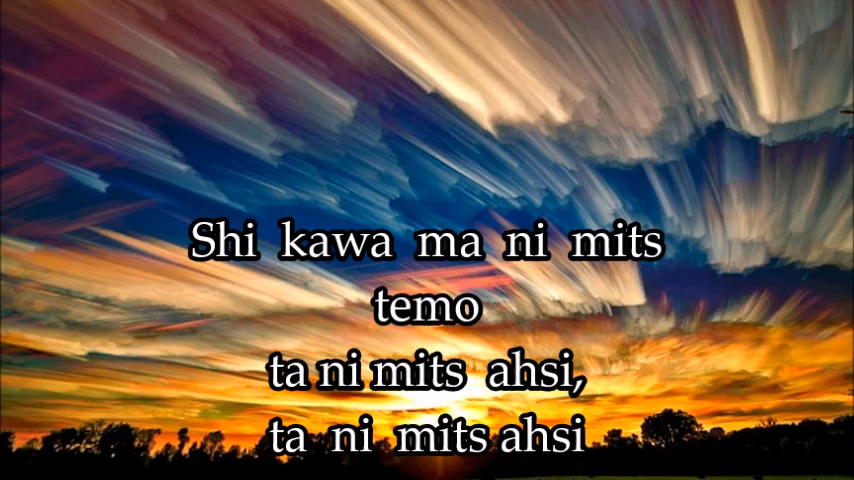 Shi kawa ma ni mits
temo
ta ni mits ahsi,
ta ni mits ahsi